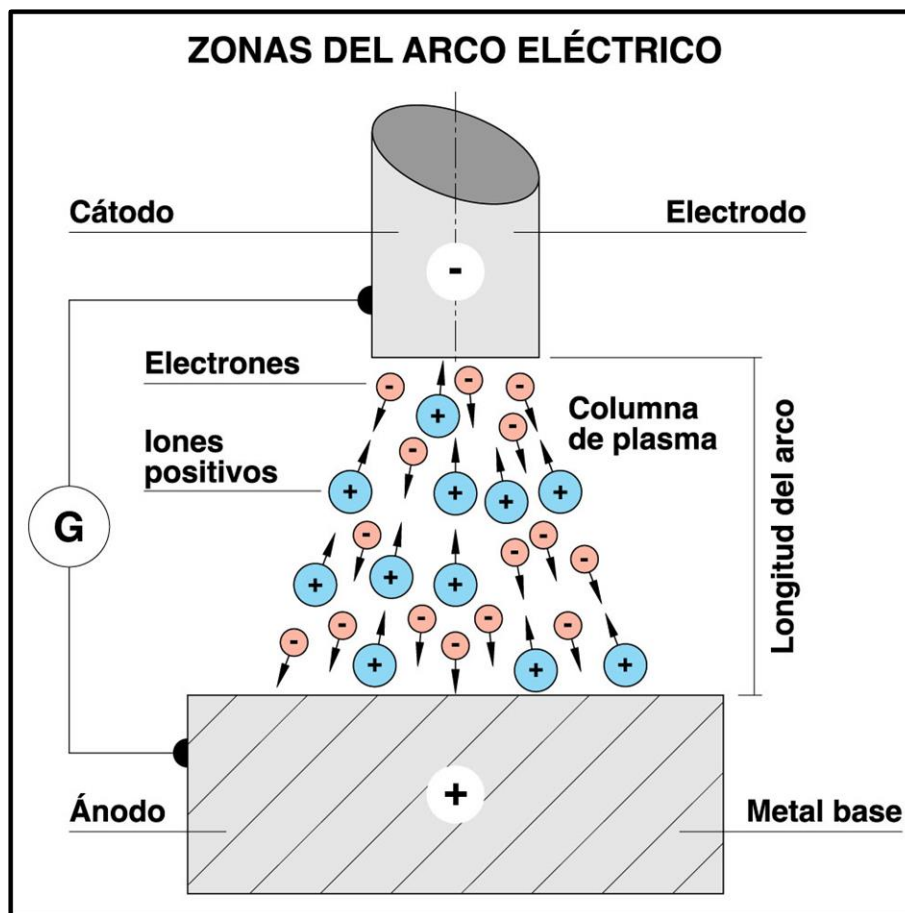 ZONAS DEL ARCO ELÉCTRICO
Cátodo
Electrodo
-
Electrones
Iones
positivos
Columna
de plasma
Longitud del arco
G
+
Ánodo
Metal base